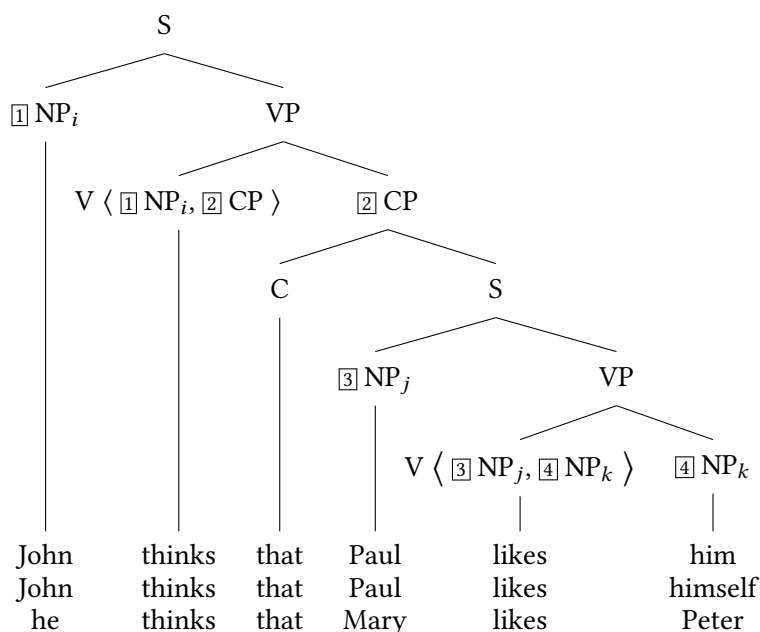 S
1 NPi VP
V ⟨ 1 NPi, 2 CP ⟩ 2 CP
C S
3 NPj VP
V ⟨ 3 NPj, 4 NPk ⟩ 4 NPk
John thinks that Paul likes him
John thinks that Paul likes himself
he thinks that Mary likes Peter